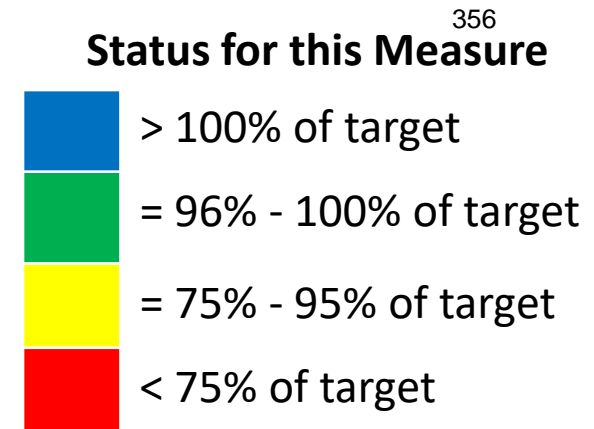 356
Status for this Measure
> 100% of target
= 96% - 100% of target
= 75% - 95% of target
< 75% of target